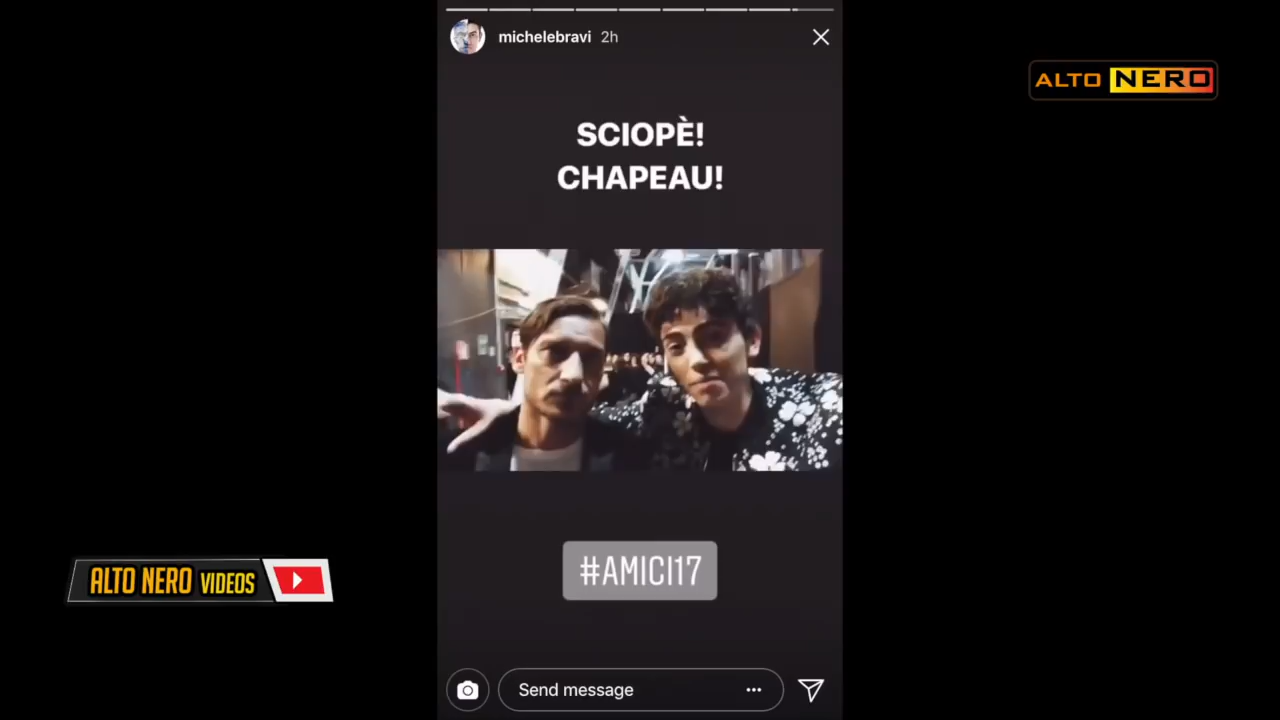 michelebravi 2h
ALTO NERO
SCIOPÈ!
CHAPEAU!
#AMICI17
ALTO NERO VIDEOS
Send message